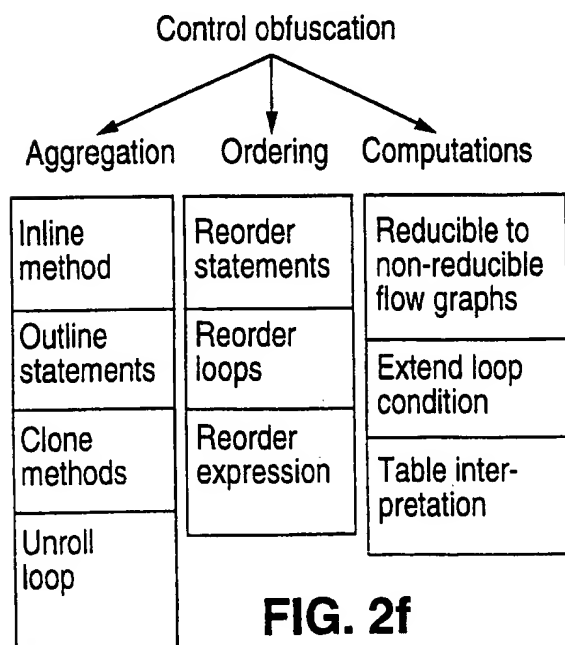 Control obfuscation
Aggregation
Ordering
Computations
Inline
method
Outline
statements
Clone
methods
Unroll
loop
Reorder
statements
Reorder
loops
Reorder
expression
Reducible to
non-reducible
flow graphs
Extend loop
condition
Table inter-
pretation
FIG. 2f